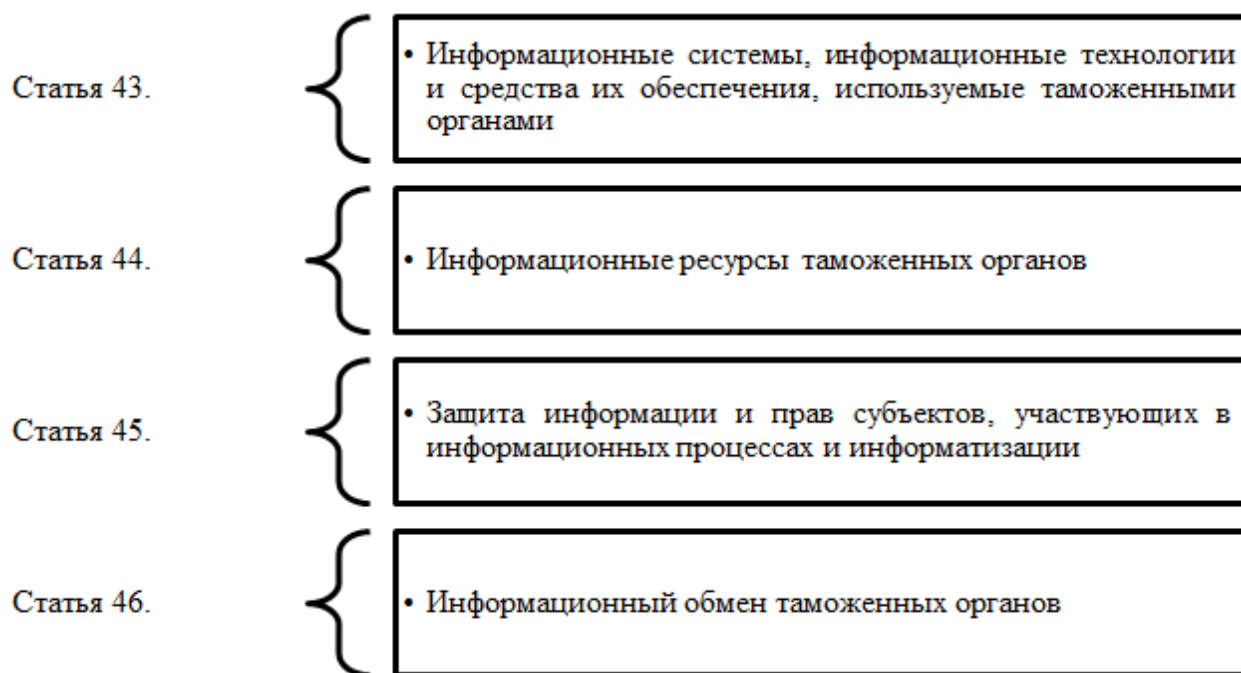 Статья 43.
• Информационные системы, информационные технологии
и средства их обеспечения, используемые таможенными
органами
Статья 44.
• Информационные ресурсы таможенных органов
Статья 45.
• Защита информации и прав субъектов, участвующих в
информационных процессах и информатизации
Статья 46.
• Информационный обмен таможенных органов